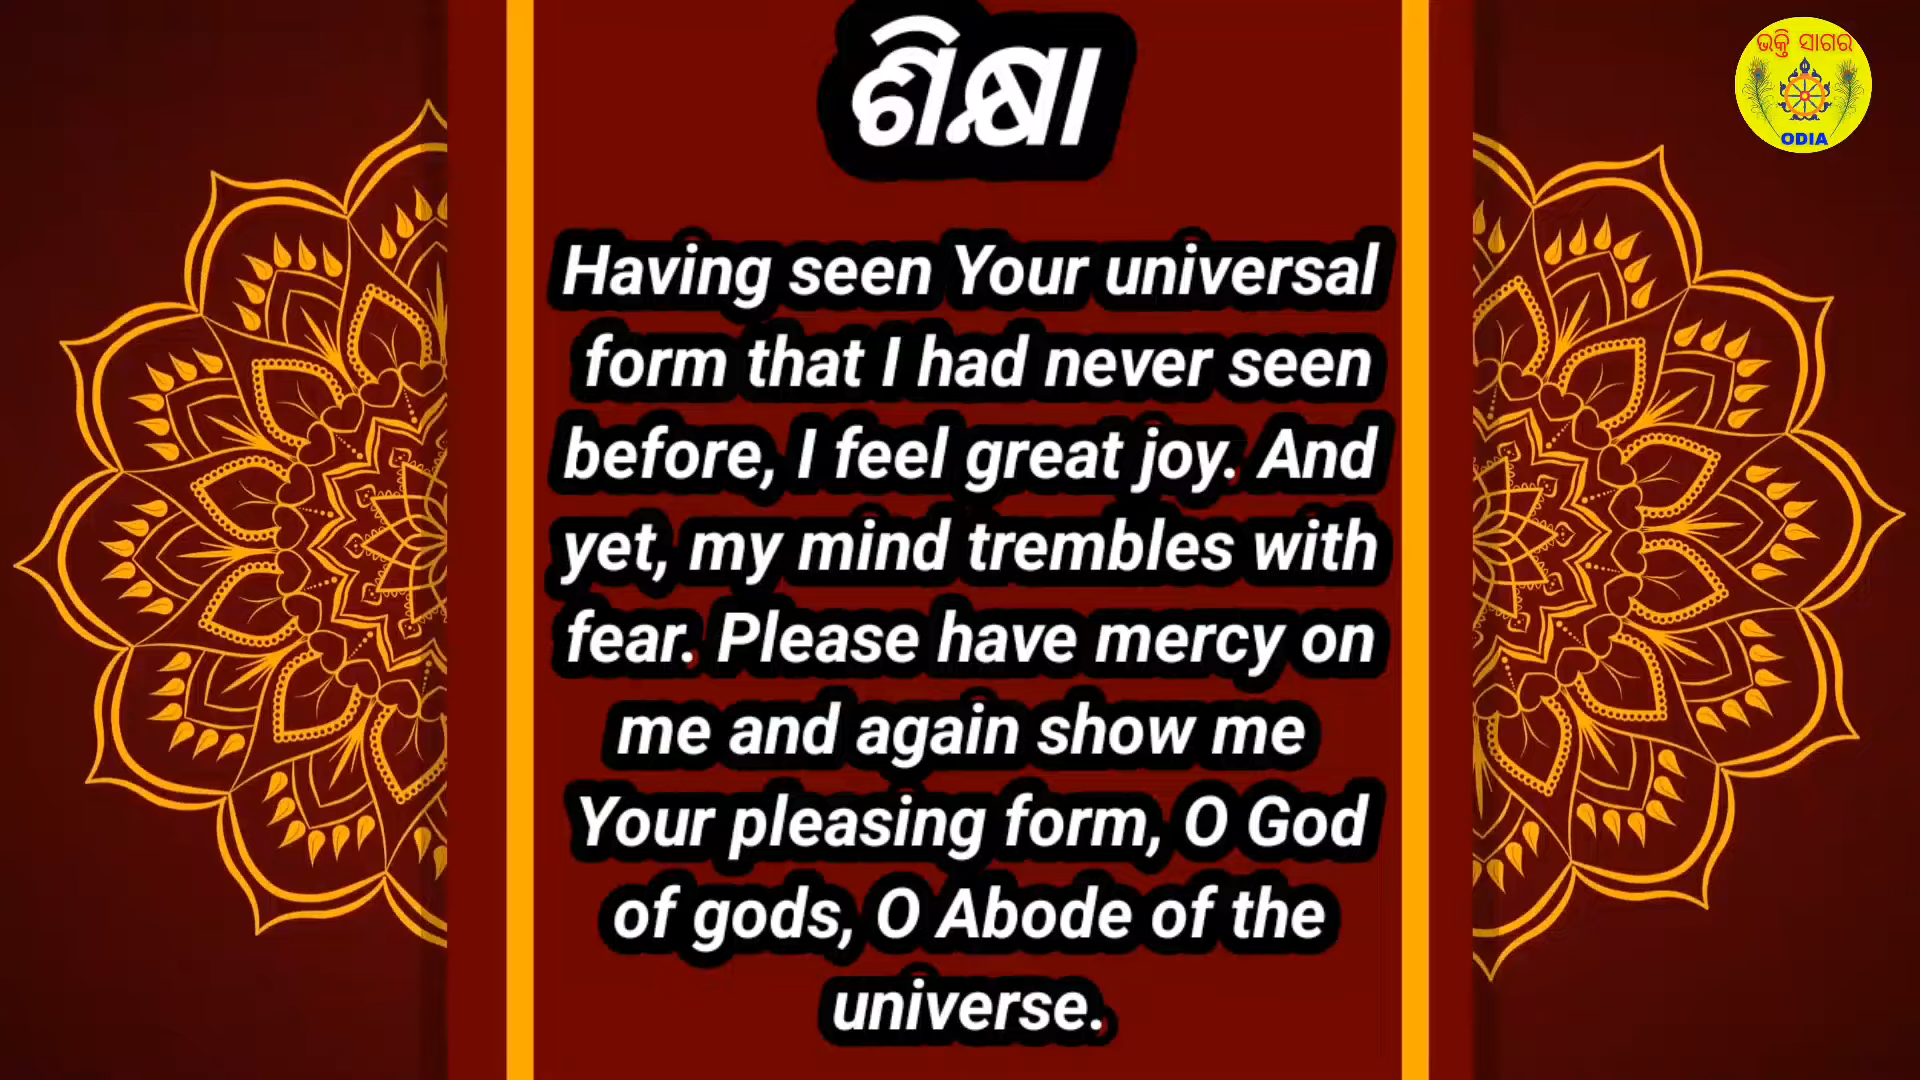 ଶିକ୍ଷା
Having seen Your universal
form that I had never seen
before, I feel great joy. And
yet, my mind trembles with
fear. Please have mercy on
me and again show me
Your pleasing form, O God
of gods, O Abode of the
universe.
ଭକ୍ତି ସାଗର
ODIA